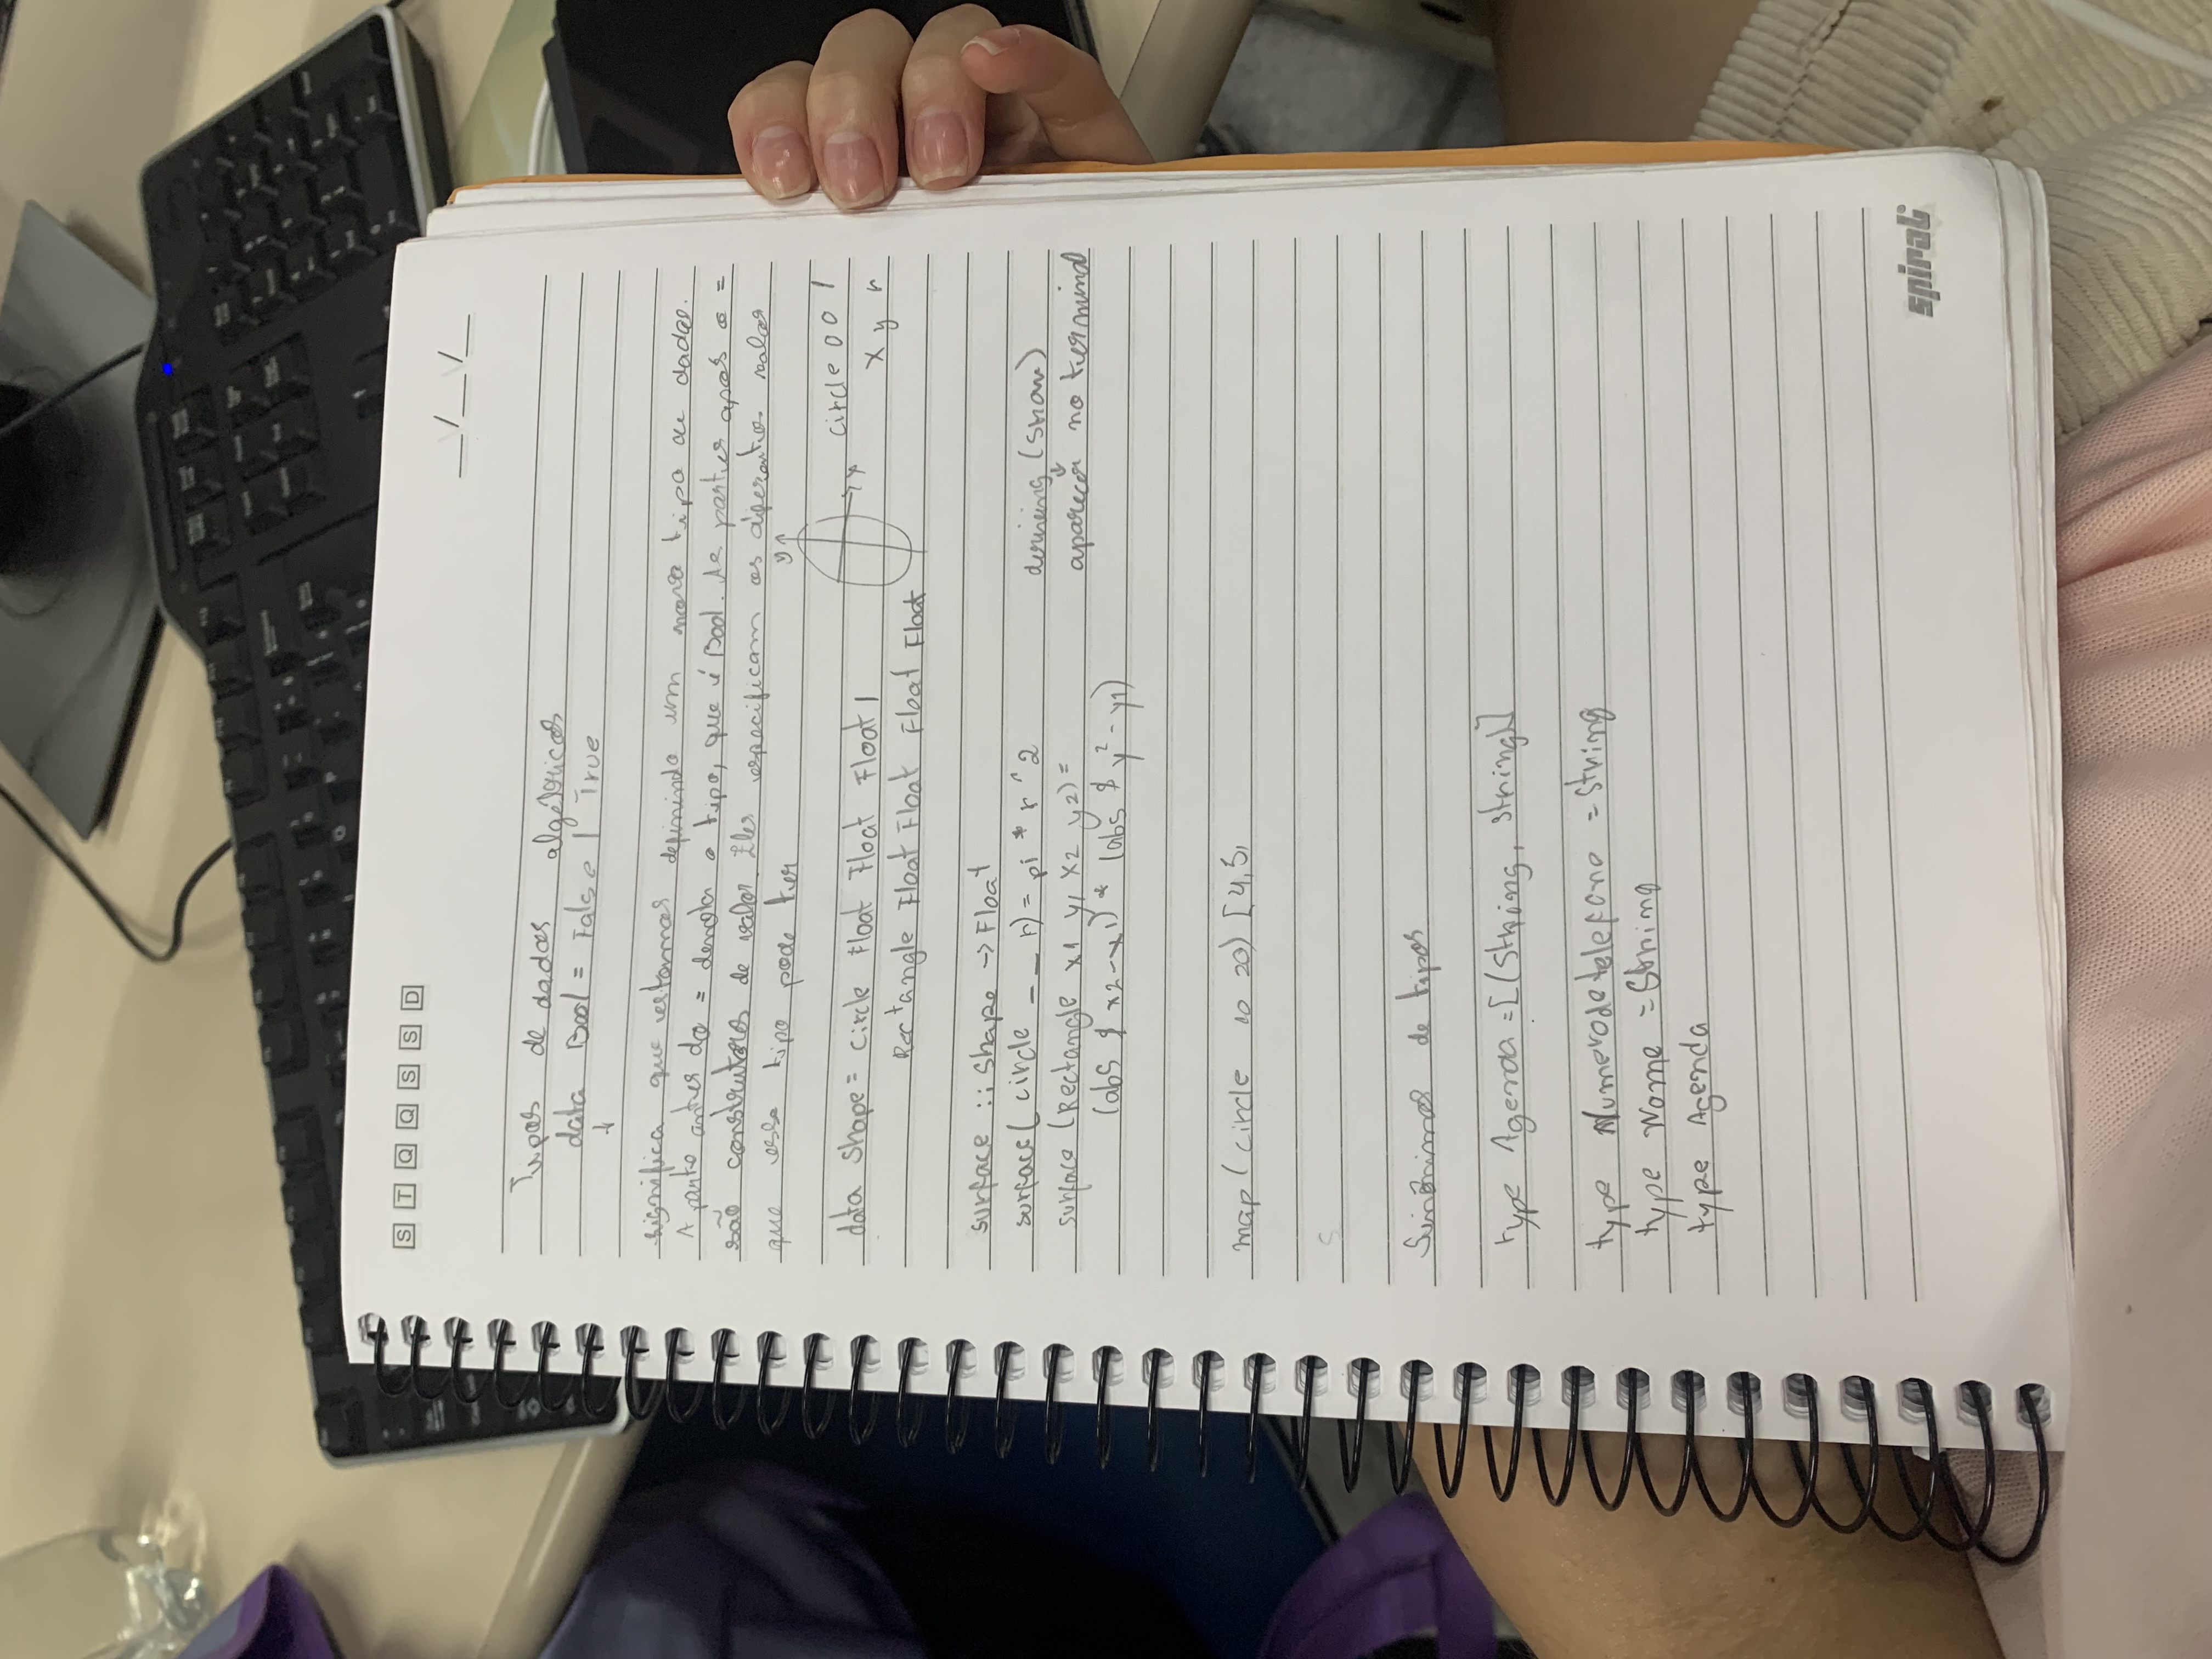 S T Q Q S S D
__/__/__
Tipos de dados algébricos
data Bool = False | True
↓
significa que estamos definindo um novo tipo de dados.
A parte antes do = denota o tipo, que é Bool. As partes após o =
são construtores de valor. Eles especificam os diferentes valores
que esse tipo pode ter
y
x
circle 0 0 1
x y r
data Shape = Circle Float Float Float |
Rectangle Float Float Float Float
surface :: Shape -> Float
surface (circle _ _ r) = pi * r ^ 2
deriving (Show)
↓
surface (Rectangle x1 y1 x2 y2) =
aparecer no terminal
(abs $ x2-x1) * (abs $ y2-y1)
map (circle 10 20) [4,5,
S
Sinônimos de tipos
type Agenda = [(String, String)]
type Numerodetelefone = String
type Nome = String
type Agenda
spiral